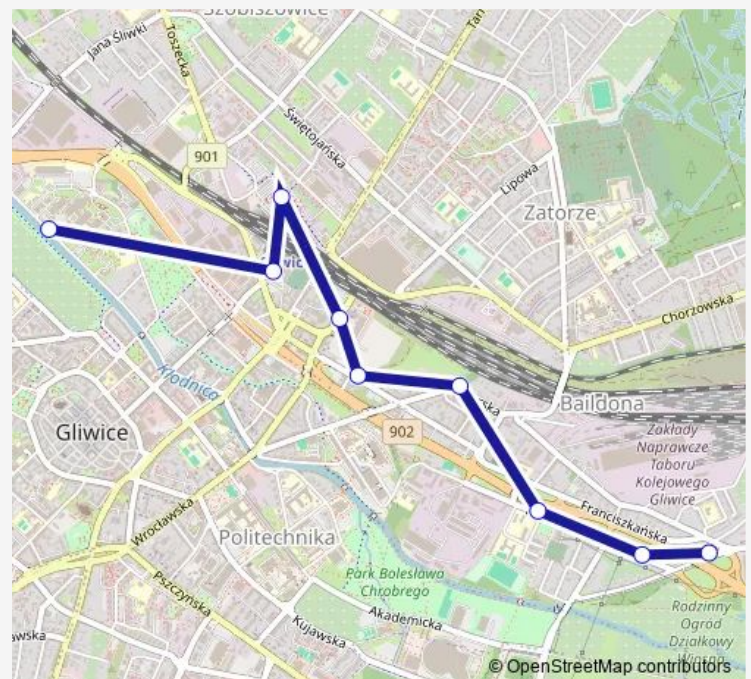 Szobiszowice
Jana Śliwki
Toszecka
Tar
Świętojańska
901
Lipowa
Zatorze
Chorzowska
Kłodnica
Gliwice
Baildona
902
Zakłady
Naprawcze
Taboru
Kolejowego
Gliwice
Franciszkańska
Wrocławska
Politechnika
Park Bolesława
Chrobrego
Pszczyńska
Akademicka
Kujawska
Rodzinny
Ogród
Działkowy
© OpenStreetMap contributors